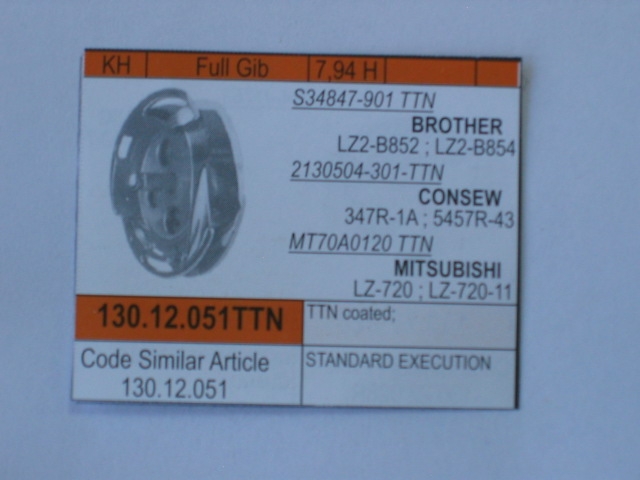 KH Full Gib 7,94 H
S34847-901 TTN
BROTHER
LZ2-B852 ; LZ2-B854
2130504-301-TTN
CONSEW
347R-1A ; 5457R-43
MT70A0120 TTN
MITSUBISHI
LZ-720 ; LZ-720-11
130.12.051TTN
TTN coated;
Code Similar Article
130.12.051
STANDARD EXECUTION